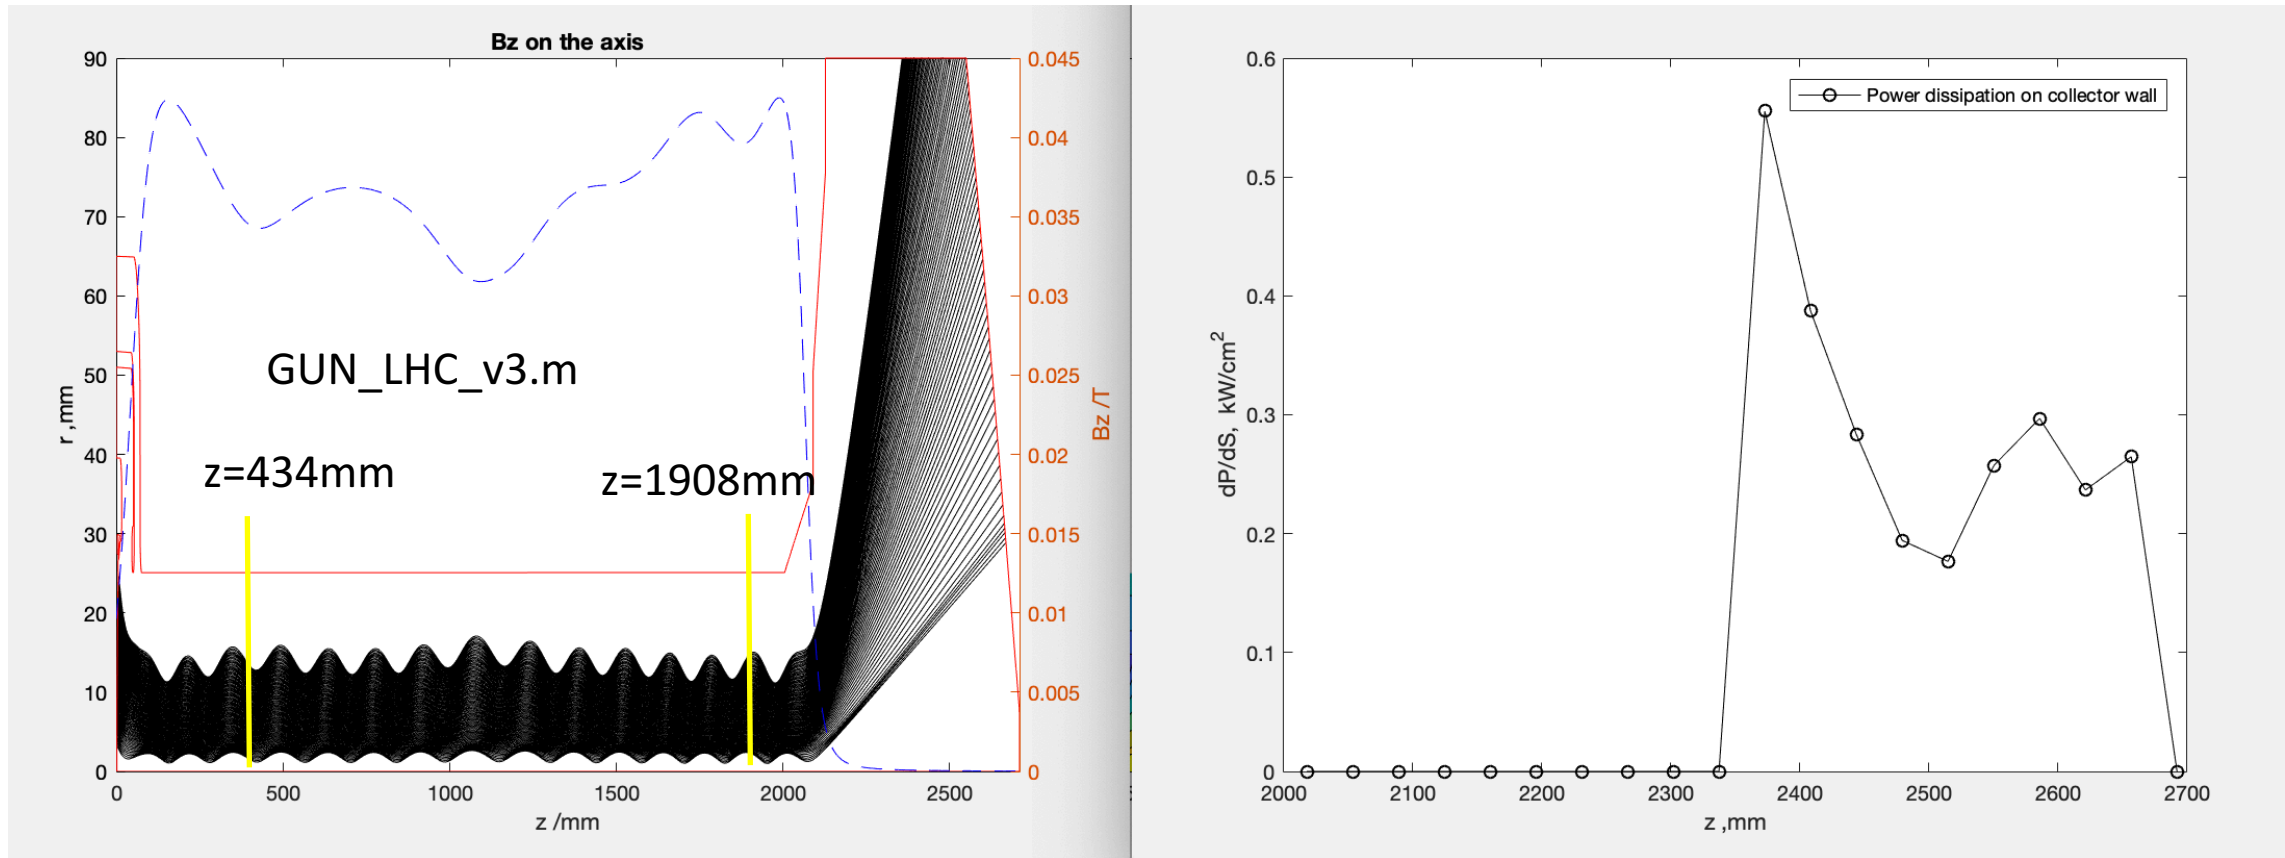 Bz on the axis
90
80
70
60
50
40
30
20
10
0
r ,mm
0.045
0.04
0.035
0.03
0.025
0.02
0.015
0.01
0.005
0
Bz /T
GUN_LHC_v3.m
z=434mm
z=1908mm
0 500 1000 1500 2000 2500
z /mm
0.6
0.5
0.4
0.3
0.2
0.1
0
dP/dS, kW/cm²
Power dissipation on collector wall
2000 2100 2200 2300 2400 2500 2600 2700
z ,mm